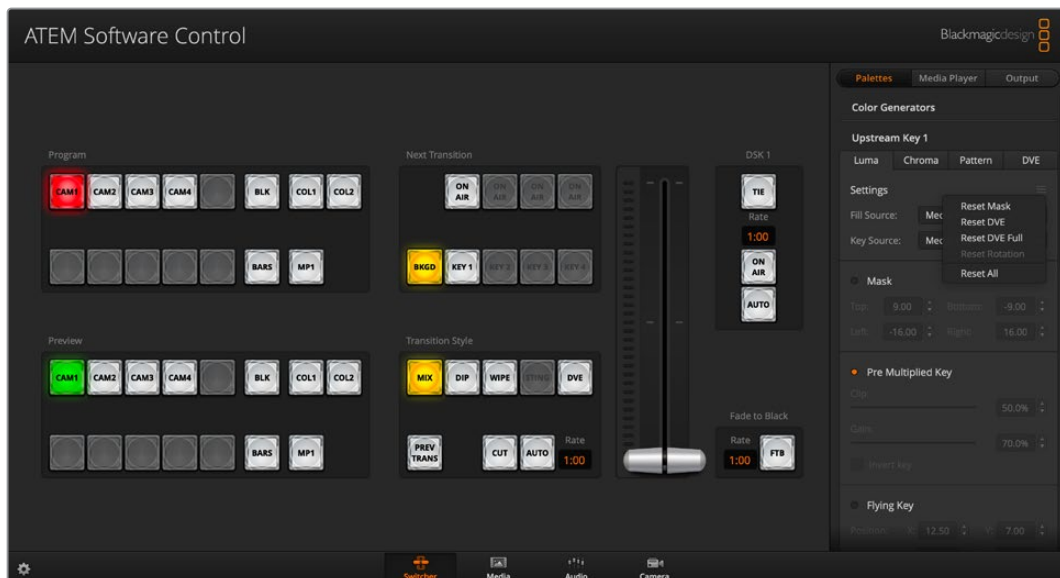 ATEM Software Control
Blackmagicdesign
Palettes Media Player Output
Color Generators
Upstream Key 1
Luma Chroma Pattern DVE
Settings
Fill Source: Med
Key Source: Med
Reset Mask
Reset DVE
Reset DVE Full
Reset Rotation
Reset All
Mask
Top: 9.00 Bottom: -9.00
Left: -16.00 Right: 16.00
Pre Multiplied Key
Clip:
50.0%
Gain:
70.0%
Invert key
Flying Key
Position: X: 12.50 Y: 7.00
Program
CAM1 CAM2 CAM3 CAM4 BLK COL1 COL2
BARS MP1
Next Transition
ON AIR ON AIR ON AIR ON AIR
BKGD KEY 1 KEY 2 KEY 3 KEY 4
DSK 1
TIE
Rate
1:00
ON AIR
AUTO
Preview
CAM1 CAM2 CAM3 CAM4 BLK COL1 COL2
BARS MP1
Transition Style
MIX DIP WIPE STING DVE
PREV TRANS CUT AUTO Rate 1:00
Fade to Black
Rate
1:00 FTB
Switcher Media Audio Camera